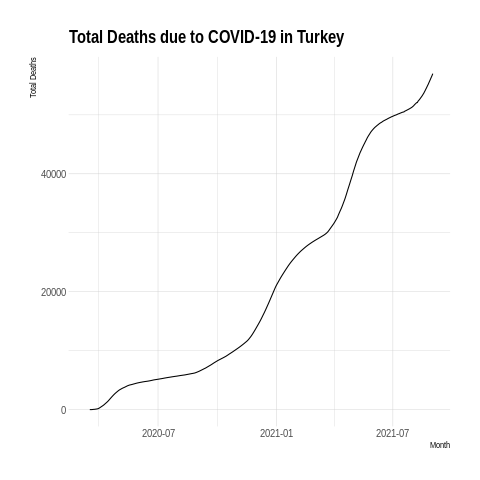 Total Deaths due to COVID-19 in Turkey
Total Deaths
40000
20000
0
2020-07 2021-01 2021-07
Month